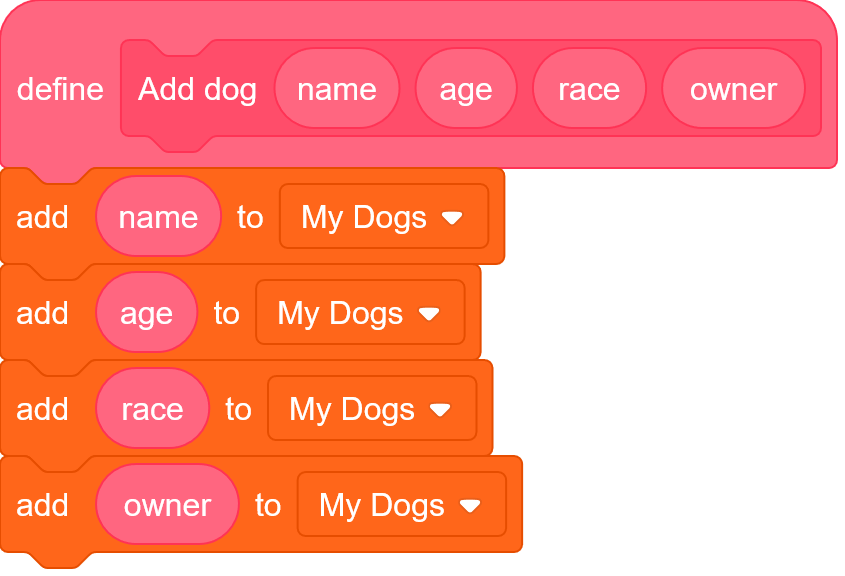 define Add dog name age race owner
add name to My Dogs
add age to My Dogs
add race to My Dogs
add owner to My Dogs